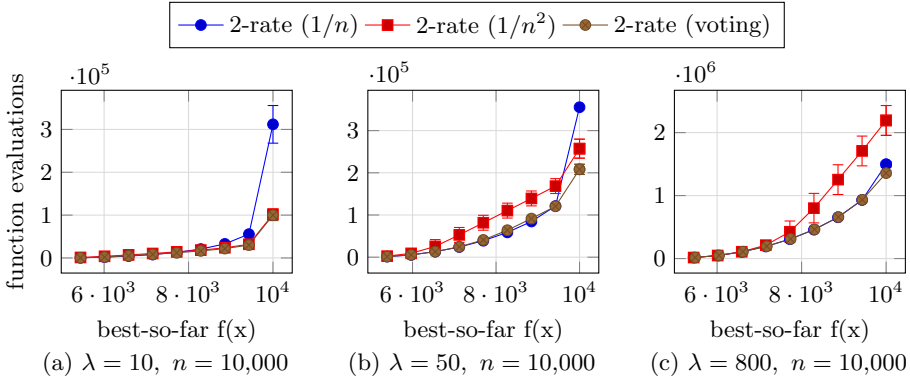 2-rate (1/n) 2-rate (1/n²) 2-rate (voting)
function evaluations
·10⁵
3
2
1
0
6 · 10³ 8 · 10³ 10⁴
best-so-far f(x)
(a) λ = 10, n = 10,000
·10⁵
4
2
0
6 · 10³ 8 · 10³ 10⁴
best-so-far f(x)
(b) λ = 50, n = 10,000
·10⁶
2
1
0
6 · 10³ 8 · 10³ 10⁴
best-so-far f(x)
(c) λ = 800, n = 10,000